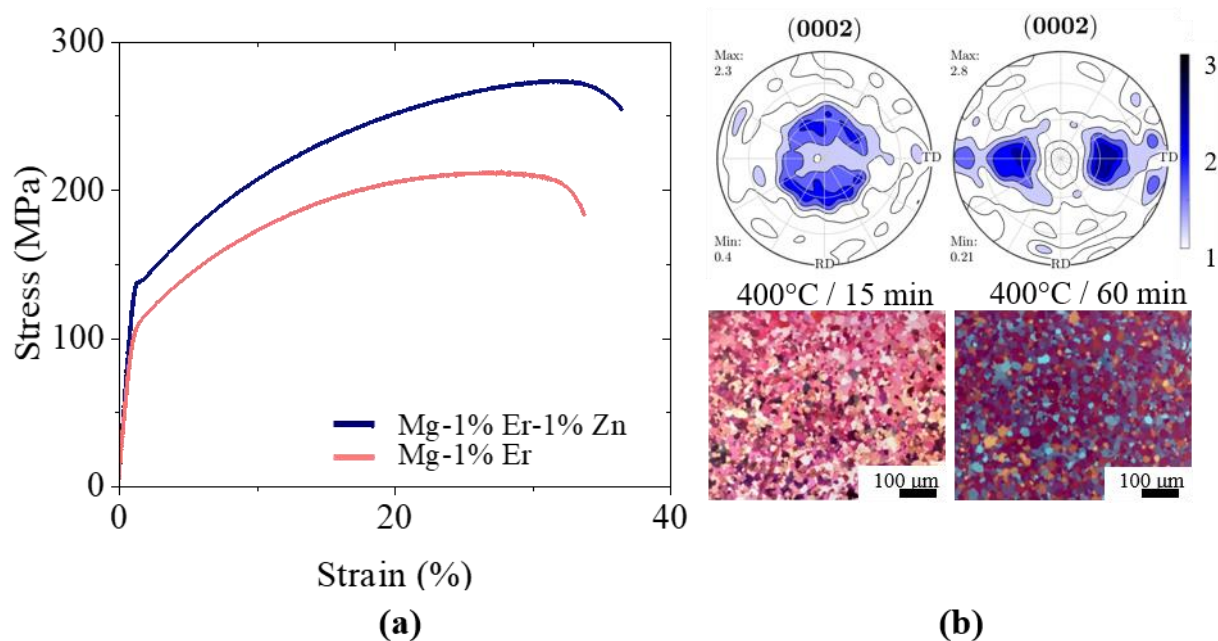 300
200
100
0
0
20
40
Stress (MPa)
Strain (%)
Mg-1% Er-1% Zn
Mg-1% Er
(a)
(0002)
Max:
2.3
TD
Min:
0.4
RD
(0002)
Max:
2.8
TD
Min:
0.21
RD
3
2
1
400°C / 15 min
400°C / 60 min
100 µm
100 µm
(b)